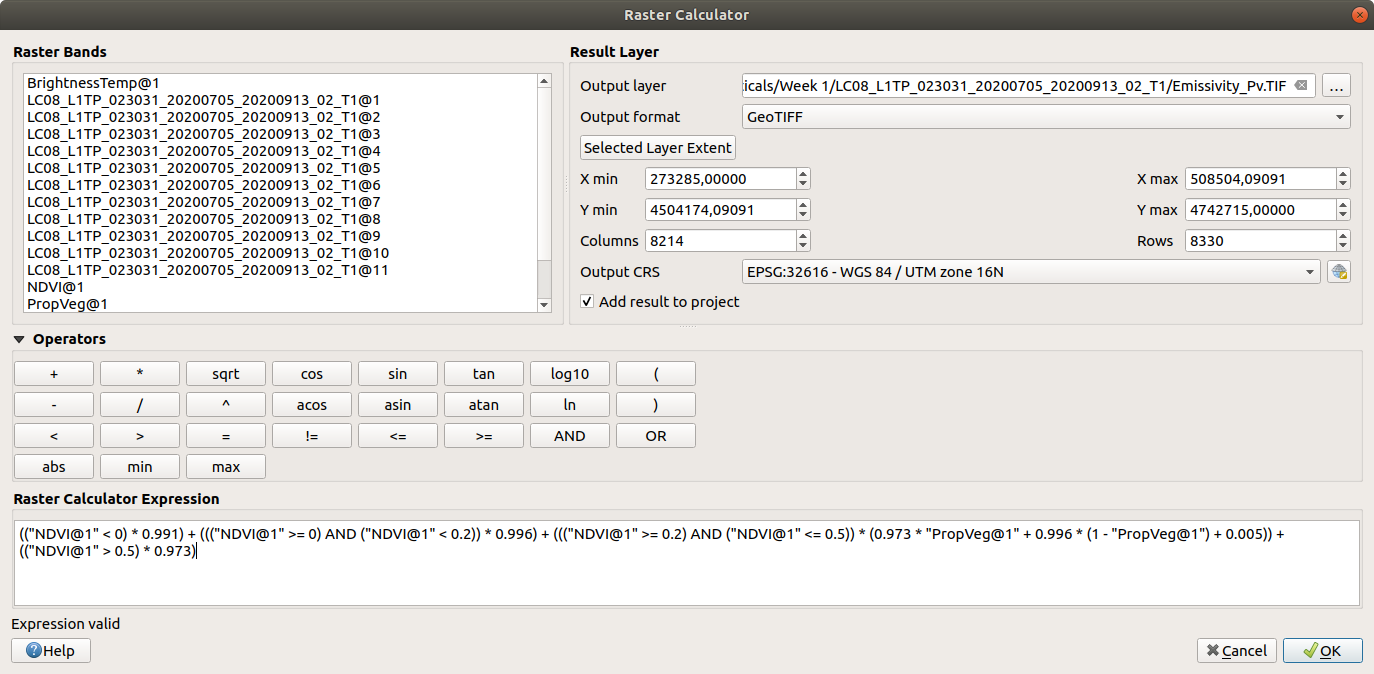 Raster Calculator
Raster Bands
BrightnessTemp@1
LC08_L1TP_023031_20200705_20200913_02_T1@1
LC08_L1TP_023031_20200705_20200913_02_T1@2
LC08_L1TP_023031_20200705_20200913_02_T1@3
LC08_L1TP_023031_20200705_20200913_02_T1@4
LC08_L1TP_023031_20200705_20200913_02_T1@5
LC08_L1TP_023031_20200705_20200913_02_T1@6
LC08_L1TP_023031_20200705_20200913_02_T1@7
LC08_L1TP_023031_20200705_20200913_02_T1@8
LC08_L1TP_023031_20200705_20200913_02_T1@9
LC08_L1TP_023031_20200705_20200913_02_T1@10
LC08_L1TP_023031_20200705_20200913_02_T1@11
NDVI@1
PropVeg@1
Result Layer
Output layer icals/Week 1/LC08_L1TP_023031_20200705_20200913_02_T1/Emissivity_Pv.TIF ...
Output format GeoTIFF
Selected Layer Extent
X min 273285,00000 X max 508504,09091
Y min 4504174,09091 Y max 4742715,00000
Columns 8214 Rows 8330
Output CRS EPSG:32616 - WGS 84 / UTM zone 16N
Add result to project
Operators
+ * sqrt cos sin tan log10 (
- / ^ acos asin atan ln )
< > = != <= >= AND OR
abs min max
Raster Calculator Expression
(("NDVI@1" < 0) * 0.991) + ((("NDVI@1" >= 0) AND ("NDVI@1" < 0.2)) * 0.996) + ((("NDVI@1" >= 0.2) AND ("NDVI@1" <= 0.5)) * (0.973 * "PropVeg@1" + 0.996 * (1 - "PropVeg@1") + 0.005)) +
(("NDVI@1" > 0.5) * 0.973)
Expression valid
Help Cancel OK